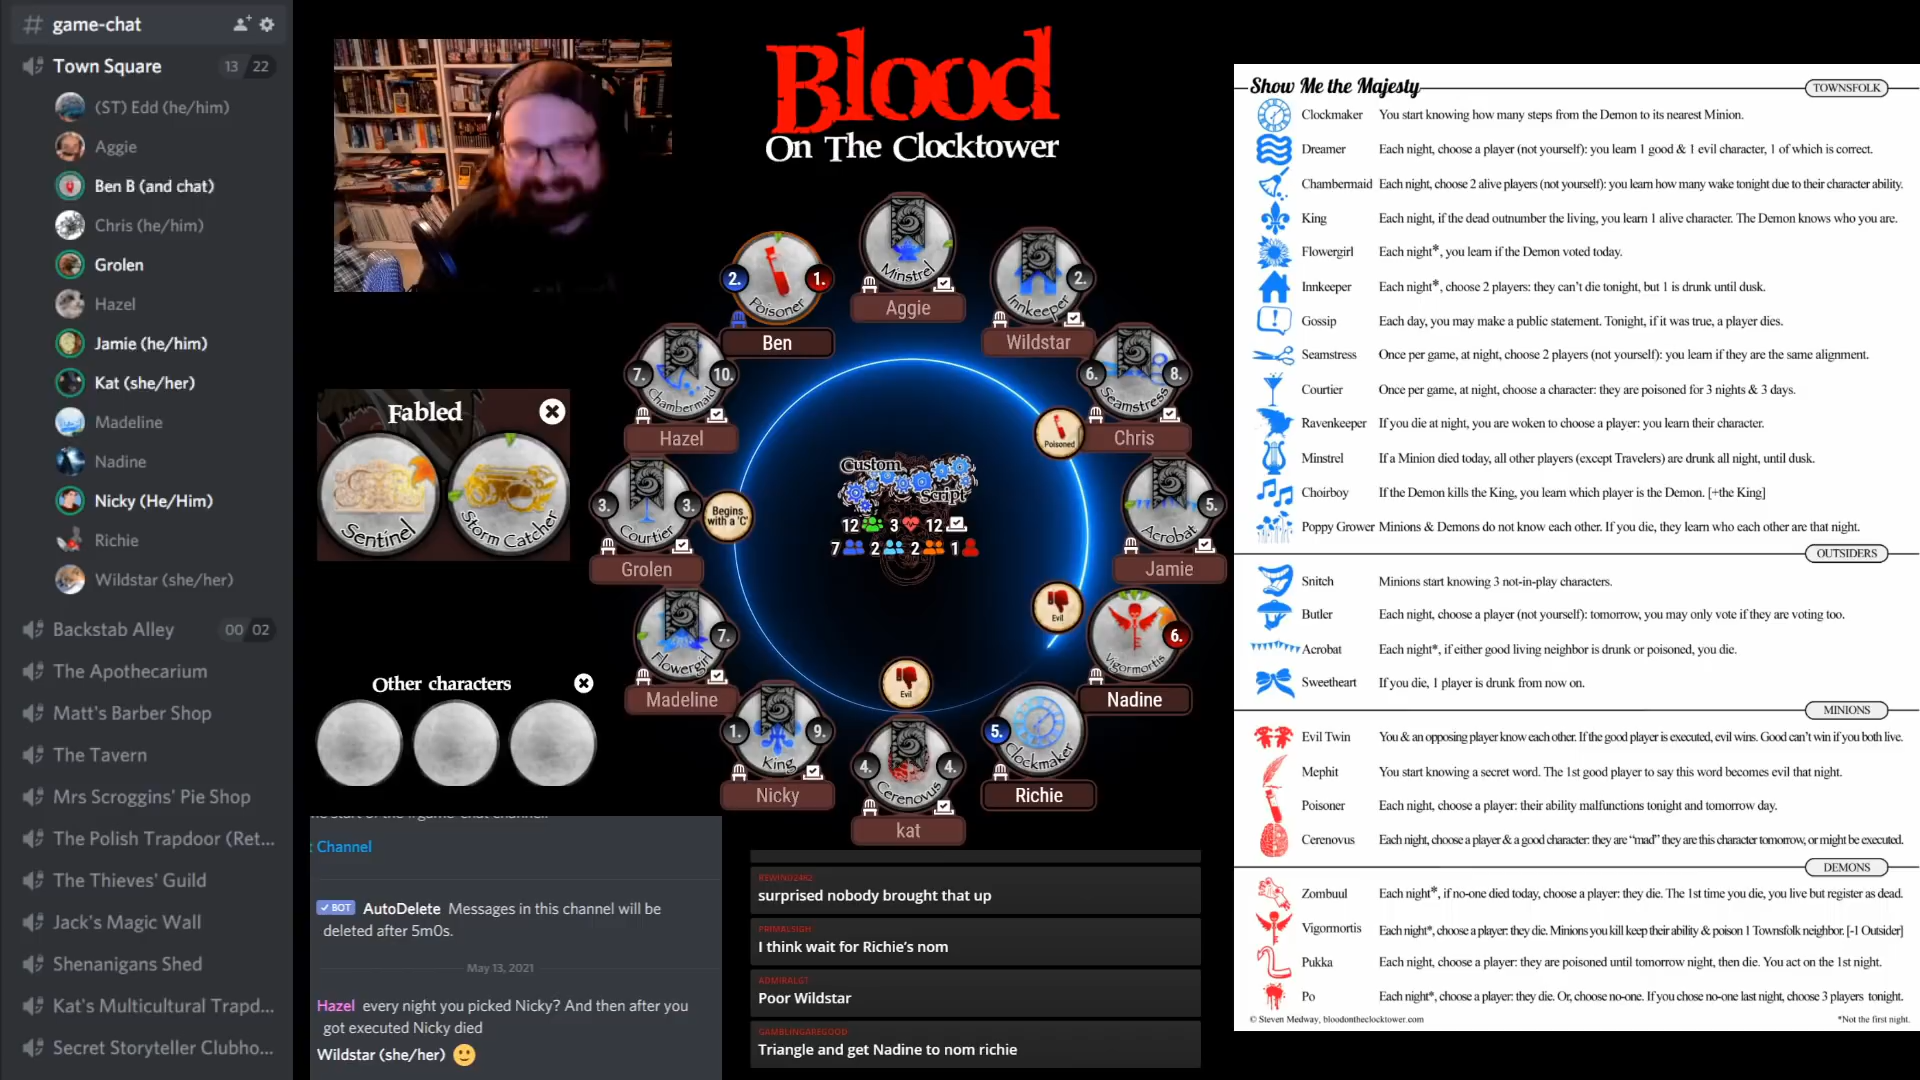 # game-chat
Town Square 13 22
(ST) Edd (he/him)
Aggie
Ben B (and chat)
Chris (he/him)
Grolen
Hazel
Jamie (he/him)
Kat (she/her)
Madeline
Nadine
Nicky (He/Him)
Richie
Wildstar (she/her)
Backstab Alley 00 02
The Apothecarium
Matt's Barber Shop
The Tavern
Mrs Scroggins' Pie Shop
The Polish Trapdoor (Ret...
The Thieves' Guild
Jack's Magic Wall
Shenanigans Shed
Kat's Multicultural Trapd...
Secret Storyteller Clubho...
Blood
On The Clocktower
Fabled
Sentinel
Storm Catcher
Other characters
2. Poisoner 1.
Ben
Minstrel
Aggie
Innkeeper 2.
Wildstar
6. Seamstress 8.
Chris
Poisoned
Acrobat 5.
Jamie
Vigormortis 6.
Nadine
Evil
5. Clockmaker
Richie
4. Cerenovus 4.
kat
Evil
1. King 9.
Nicky
Flowergirl 7.
Madeline
3. Courtier 3.
Grolen
Begins with a 'C'
7. Chambermaid 10.
Hazel
Custom
Script
12 3 12
7 2 2 1
: Channel
✓ BOT AutoDelete Messages in this channel will be
deleted after 5m0s.
May 13, 2021
Hazel every night you picked Nicky? And then after you
got executed Nicky died
Wildstar (she/her)
REWIND2482
surprised nobody brought that up
PRIMALSIGH
I think wait for Richie's nom
ADMIRALGT
Poor Wildstar
GAMBLINGAREGOOD
Triangle and get Nadine to nom richie
Show Me the Majesty
TOWNSFOLK
Clockmaker You start knowing how many steps from the Demon to its nearest Minion.
Dreamer Each night, choose a player (not yourself): you learn 1 good & 1 evil character, 1 of which is correct.
Chambermaid Each night, choose 2 alive players (not yourself): you learn how many wake tonight due to their character ability.
King Each night, if the dead outnumber the living, you learn 1 alive character. The Demon knows who you are.
Flowergirl Each night*, you learn if the Demon voted today.
Innkeeper Each night*, choose 2 players: they can't die tonight, but 1 is drunk until dusk.
Gossip Each day, you may make a public statement. Tonight, if it was true, a player dies.
Seamstress Once per game, at night, choose 2 players (not yourself): you learn if they are the same alignment.
Courtier Once per game, at night, choose a character: they are poisoned for 3 nights & 3 days.
Ravenkeeper If you die at night, you are woken to choose a player: you learn their character.
Minstrel If a Minion died today, all other players (except Travelers) are drunk all night, until dusk.
Choirboy If the Demon kills the King, you learn which player is the Demon. [+the King]
Poppy Grower Minions & Demons do not know each other. If you die, they learn who each other are that night.
OUTSIDERS
Snitch Minions start knowing 3 not-in-play characters.
Butler Each night, choose a player (not yourself): tomorrow, you may only vote if they are voting too.
Acrobat Each night*, if either good living neighbor is drunk or poisoned, you die.
Sweetheart If you die, 1 player is drunk from now on.
MINIONS
Evil Twin You & an opposing player know each other. If the good player is executed, evil wins. Good can't win if you both live.
Mephit You start knowing a secret word. The 1st good player to say this word becomes evil that night.
Poisoner Each night, choose a player: their ability malfunctions tonight and tomorrow day.
Cerenovus Each night, choose a player & a good character: they are “mad” they are this character tomorrow, or might be executed.
DEMONS
Zombuul Each night*, if no-one died today, choose a player: they die. The 1st time you die, you live but register as dead.
Vigormortis Each night*, choose a player: they die. Minions you kill keep their ability & poison 1 Townsfolk neighbor. [-1 Outsider]
Pukka Each night, choose a player: they are poisoned until tomorrow night, then die. You act on the 1st night.
Po Each night*, choose a player: they die. Or, choose no-one. If you chose no-one last night, choose 3 players tonight.
© Steven Medway, bloodontheclocktower.com *Not the first night.